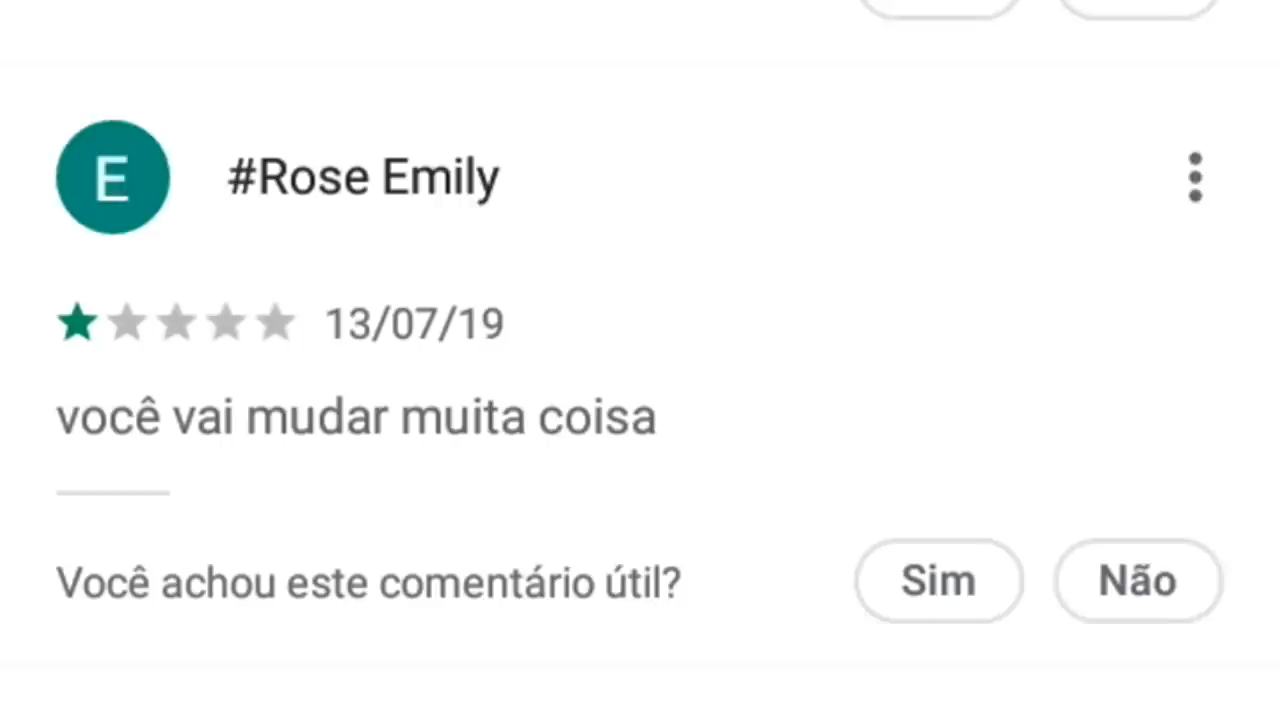 E
#Rose Emily
13/07/19
você vai mudar muita coisa
Você achou este comentário útil?
Sim
Não